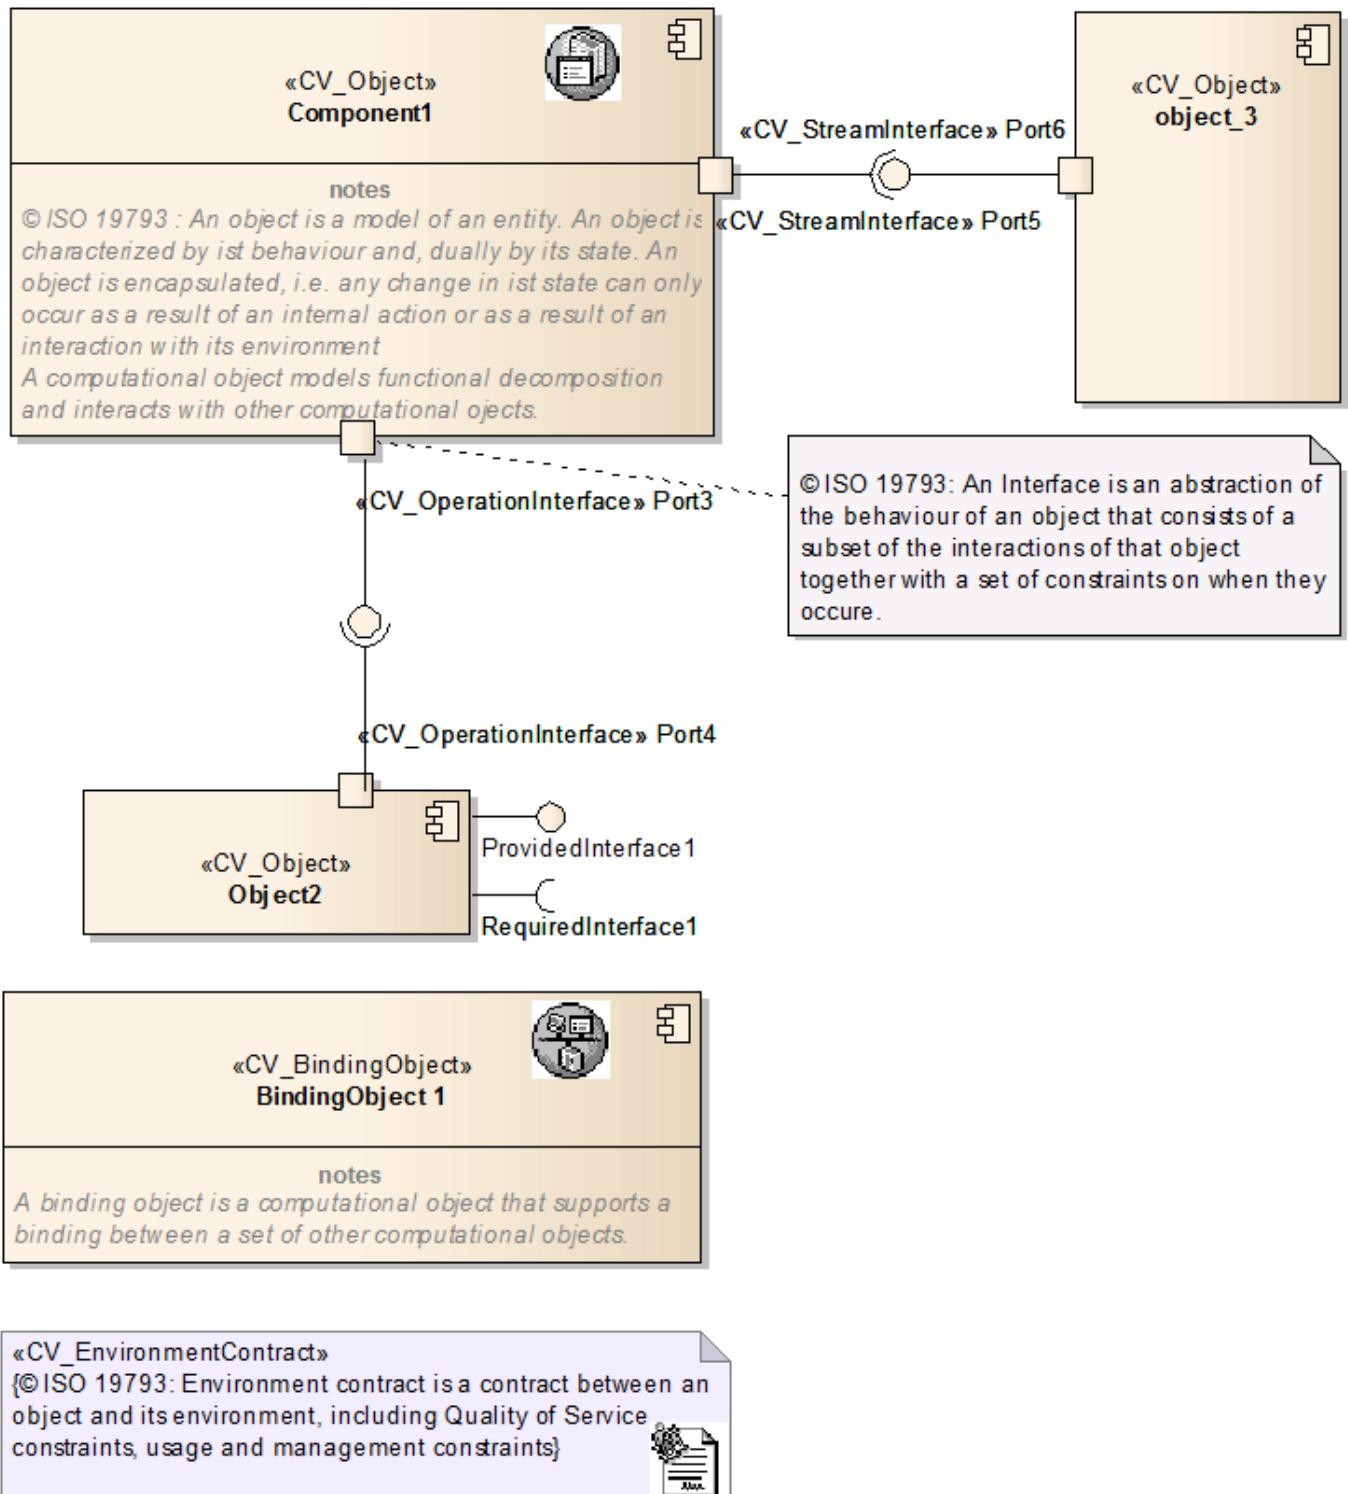 «CV_Object»
Component1
notes
© ISO 19793 : An object is a model of an entity. An object is
characterized by ist behaviour and, dually by its state. An
object is encapsulated, i.e. any change in ist state can only
occur as a result of an internal action or as a result of an
interaction with its environment
A computational object models functional decomposition
and interacts with other computational ojects.
«CV_StreamInterface» Port6
«CV_StreamInterface» Port5
«CV_Object»
object_3
«CV_OperationInterface» Port3
© ISO 19793: An Interface is an abstraction of
the behaviour of an object that consists of a
subset of the interactions of that object
together with a set of constraints on when they
occure.
«CV_OperationInterface» Port4
«CV_Object»
Object2
ProvidedInterface1
RequiredInterface1
«CV_BindingObject»
BindingObject 1
notes
A binding object is a computational object that supports a
binding between a set of other computational objects.
«CV_EnvironmentContract»
{© ISO 19793: Environment contract is a contract between an
object and its environment, including Quality of Service
constraints, usage and management constraints}